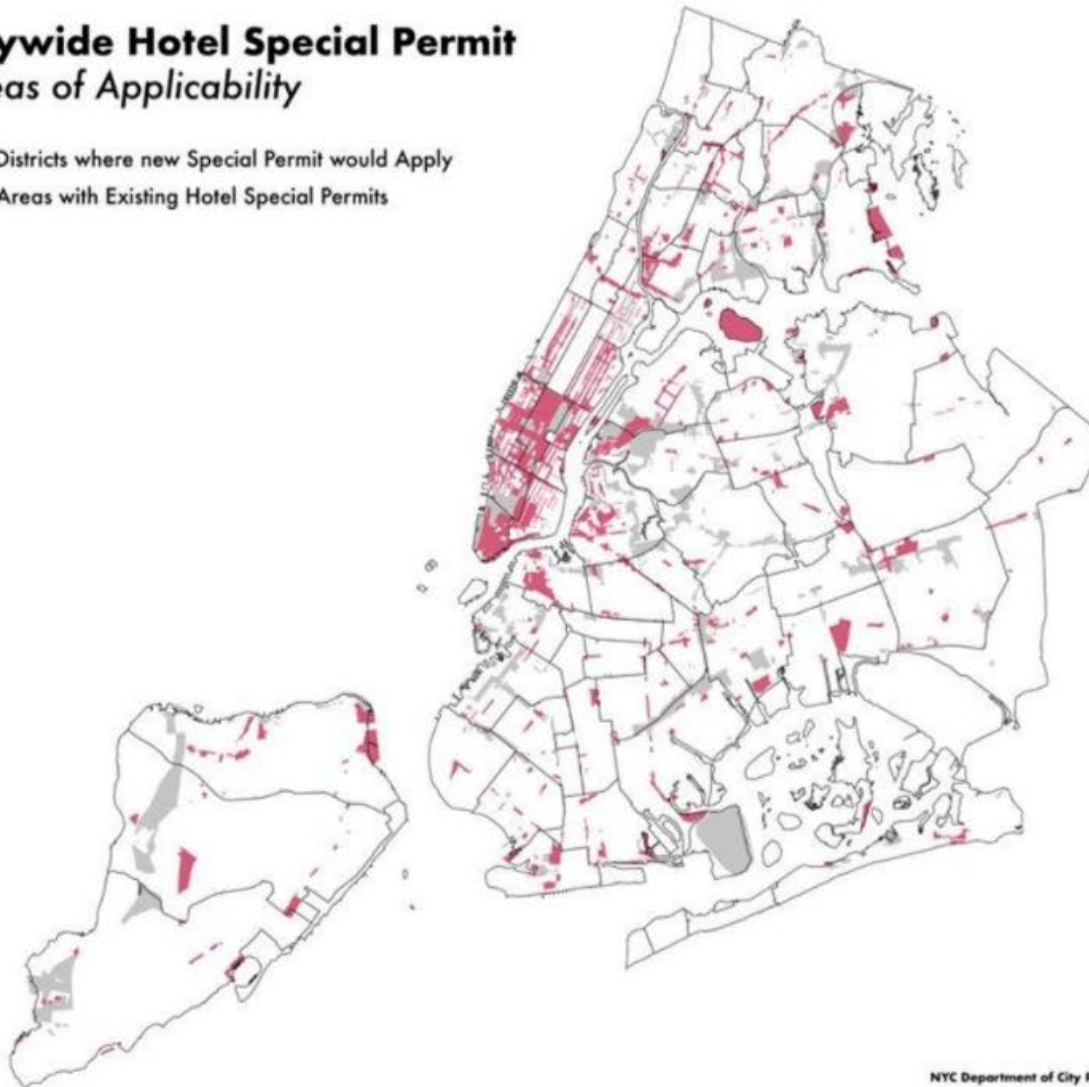 ywide Hotel Special Permit
eas of Applicability
Districts where new Special Permit would Apply
Areas with Existing Hotel Special Permits
NYC Department of City P